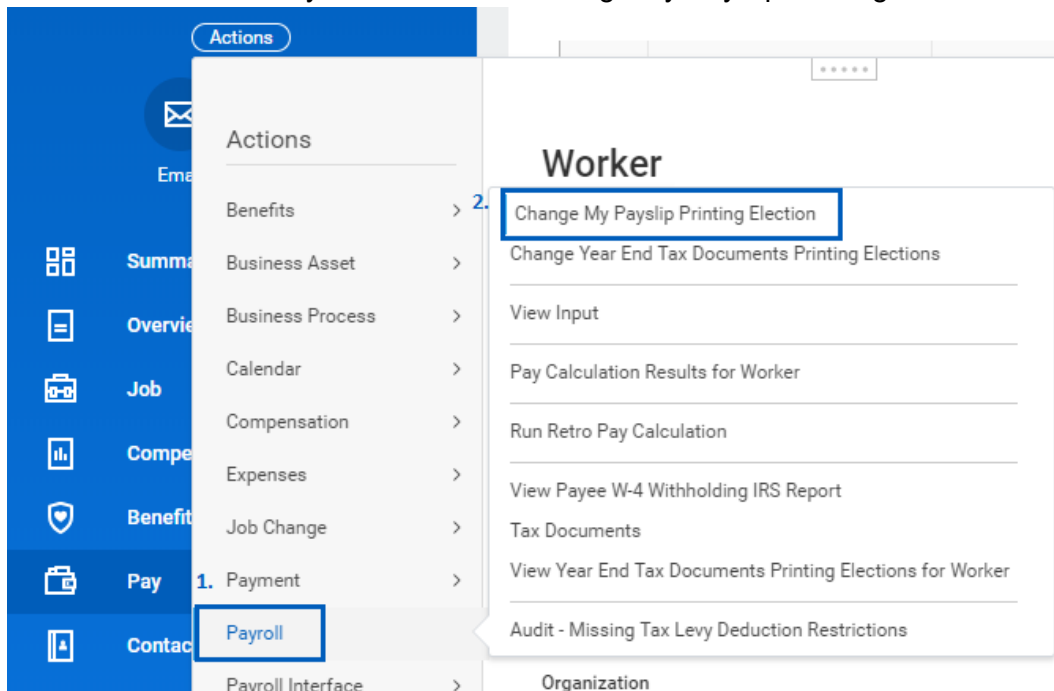 Actions
Actions
Worker
Benefits
2.
Change My Payslip Printing Election
Business Asset
Change Year End Tax Documents Printing Elections
Business Process
View Input
Calendar
Pay Calculation Results for Worker
Compensation
Run Retro Pay Calculation
Expenses
View Payee W-4 Withholding IRS Report
Job Change
Tax Documents
1. Payment
View Year End Tax Documents Printing Elections for Worker
Payroll
Audit - Missing Tax Levy Deduction Restrictions
Payroll Interface
Organization
Ema
Summa
Overvie
Job
Compe
Benefit
Pay
Contac